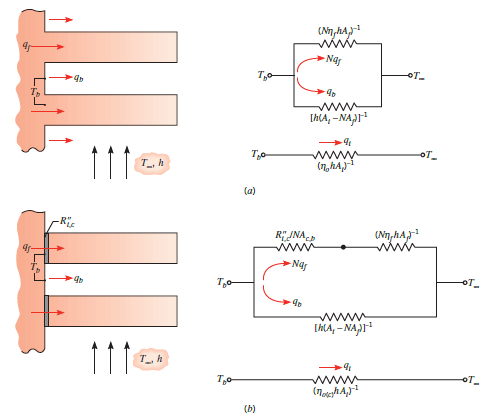 (Nη_f hA_f)⁻¹
q_f
Nq_f
q_b
T_b
T_b
T_∞
q_b
[h(A_t – NA_f)]⁻¹
q_t
T_b
T_∞
T_∞, h
(η_o hA_t)⁻¹
(a)
R″_t,c
R″_t,c/NA_c,b
(Nη_f hA_f)⁻¹
q_f
Nq_f
T_b
q_b
T_b
T_∞
q_b
[h(A_t – NA_f)]⁻¹
T_∞, h
q_t
T_b
T_∞
(η_o(c) hA_t)⁻¹
(b)